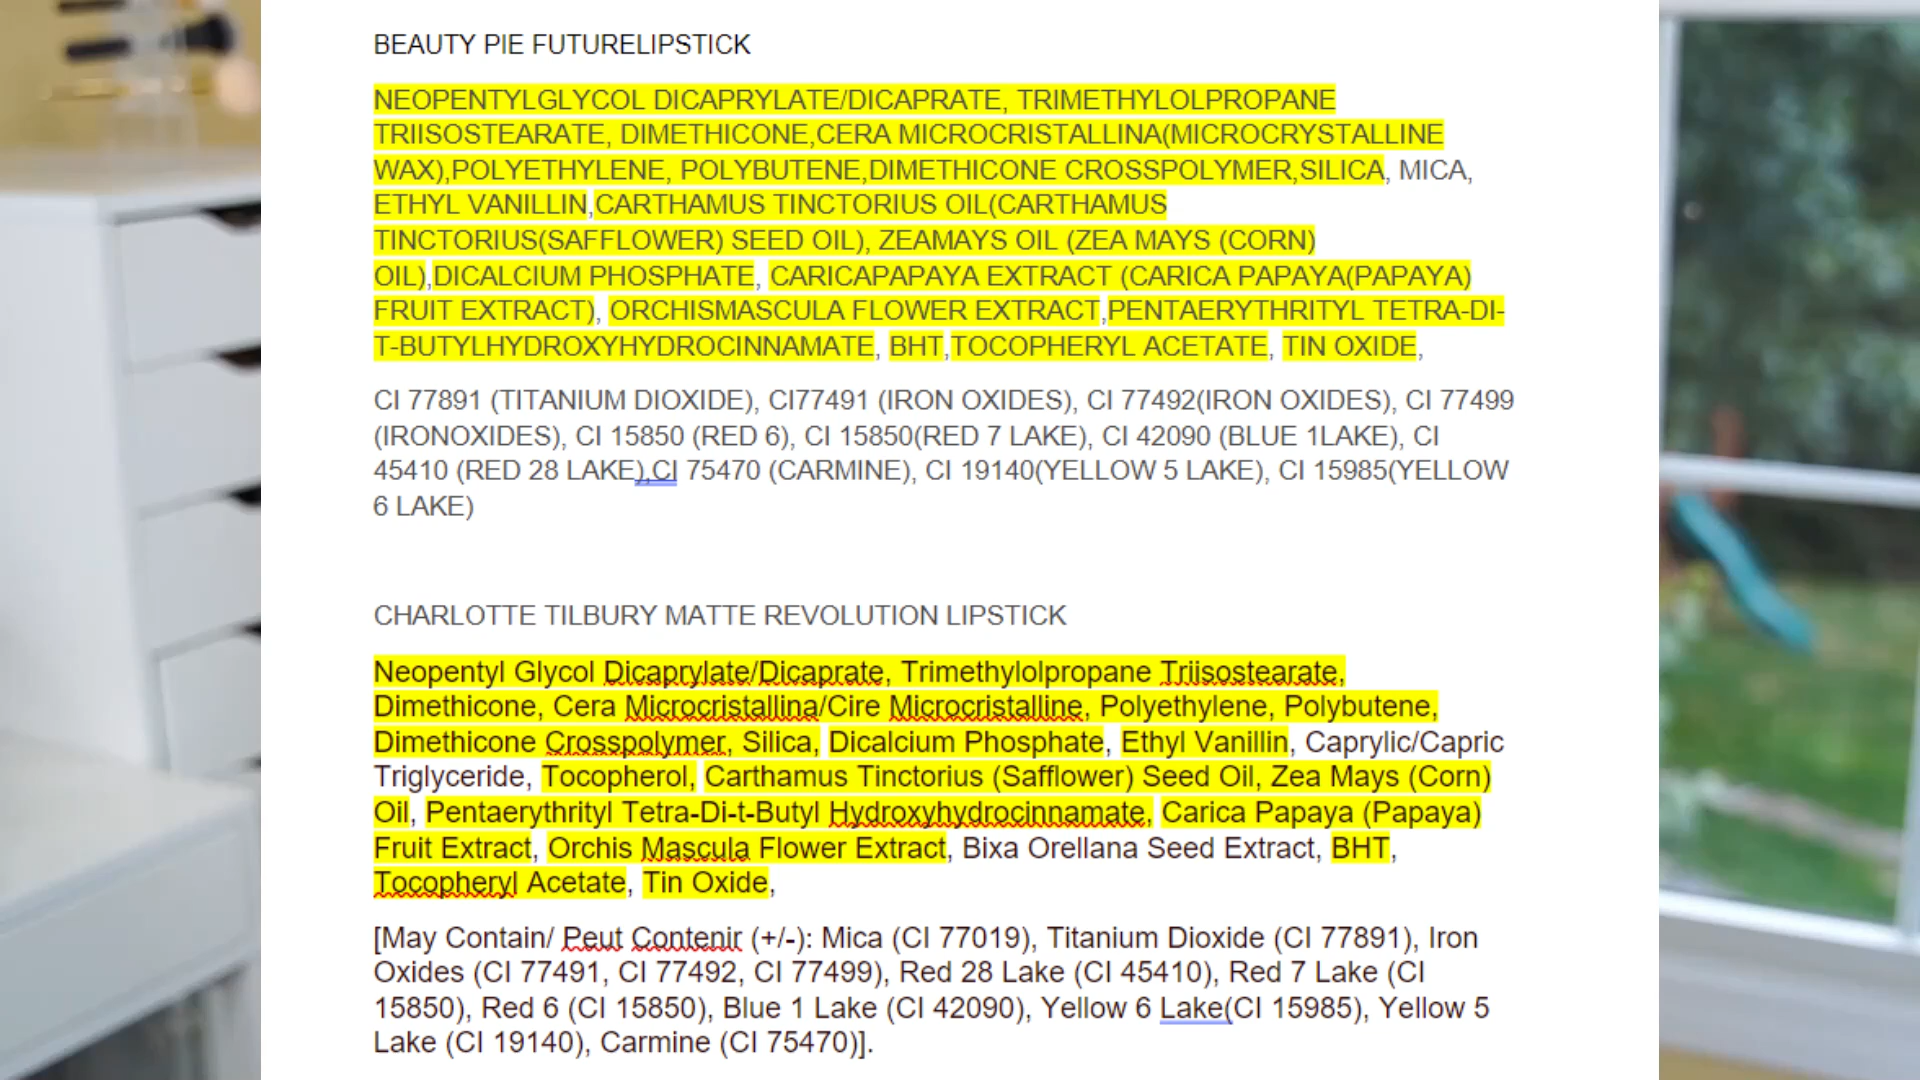 BEAUTY PIE FUTURELIPSTICK
NEOPENTYLGLYCOL DICAPRYLATE/DICAPRATE, TRIMETHYLOLPROPANE
TRIISOSTEARATE, DIMETHICONE,CERA MICROCRISTALLINA(MICROCRYSTALLINE
WAX),POLYETHYLENE, POLYBUTENE,DIMETHICONE CROSSPOLYMER,SILICA, MICA,
ETHYL VANILLIN,CARTHAMUS TINCTORIUS OIL(CARTHAMUS
TINCTORIUS(SAFFLOWER) SEED OIL), ZEAMAYS OIL (ZEA MAYS (CORN)
OIL),DICALCIUM PHOSPHATE, CARICAPAPAYA EXTRACT (CARICA PAPAYA(PAPAYA)
FRUIT EXTRACT), ORCHISMASCULA FLOWER EXTRACT,PENTAERYTHRITYL TETRA-DI-
T-BUTYLHYDROXYHYDROCINNAMATE, BHT,TOCOPHERYL ACETATE, TIN OXIDE,
CI 77891 (TITANIUM DIOXIDE), CI77491 (IRON OXIDES), CI 77492(IRON OXIDES), CI 77499
(IRONOXIDES), CI 15850 (RED 6), CI 15850(RED 7 LAKE), CI 42090 (BLUE 1LAKE), CI
45410 (RED 28 LAKE),CI 75470 (CARMINE), CI 19140(YELLOW 5 LAKE), CI 15985(YELLOW
6 LAKE)
CHARLOTTE TILBURY MATTE REVOLUTION LIPSTICK
Neopentyl Glycol Dicaprylate/Dicaprate, Trimethylolpropane Triisostearate,
Dimethicone, Cera Microcristallina/Cire Microcristalline, Polyethylene, Polybutene,
Dimethicone Crosspolymer, Silica, Dicalcium Phosphate, Ethyl Vanillin, Caprylic/Capric
Triglyceride, Tocopherol, Carthamus Tinctorius (Safflower) Seed Oil, Zea Mays (Corn)
Oil, Pentaerythrityl Tetra-Di-t-Butyl Hydroxyhydrocinnamate, Carica Papaya (Papaya)
Fruit Extract, Orchis Mascula Flower Extract, Bixa Orellana Seed Extract, BHT,
Tocopheryl Acetate, Tin Oxide,
[May Contain/ Peut Contenir (+/-): Mica (CI 77019), Titanium Dioxide (CI 77891), Iron
Oxides (CI 77491, CI 77492, CI 77499), Red 28 Lake (CI 45410), Red 7 Lake (CI
15850), Red 6 (CI 15850), Blue 1 Lake (CI 42090), Yellow 6 Lake(CI 15985), Yellow 5
Lake (CI 19140), Carmine (CI 75470)].